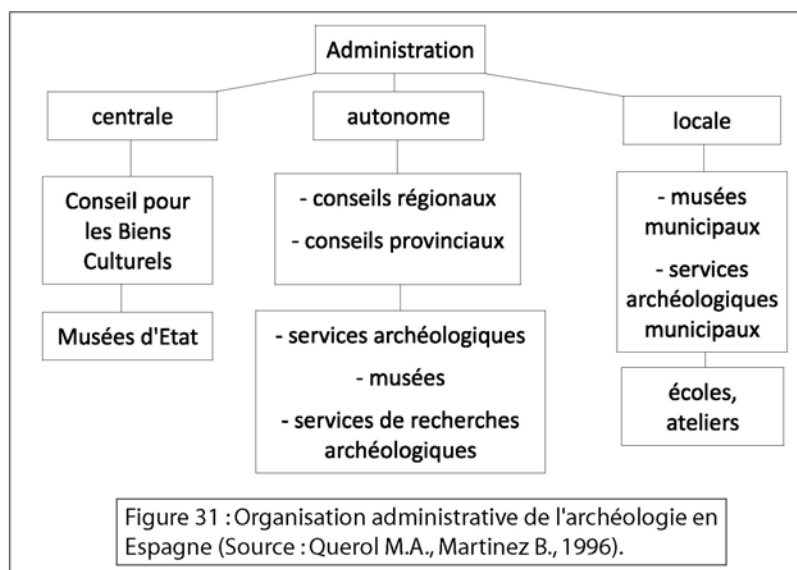 Administration
centrale
autonome
locale
Conseil pour
les Biens
Culturels
Musées d'Etat
- conseils régionaux
- conseils provinciaux
- services archéologiques
- musées
- services de recherches
archéologiques
- musées
municipaux
- services
archéologiques
municipaux
écoles,
ateliers
Figure 31 : Organisation administrative de l'archéologie en
Espagne (Source : Querol M.A., Martinez B., 1996).